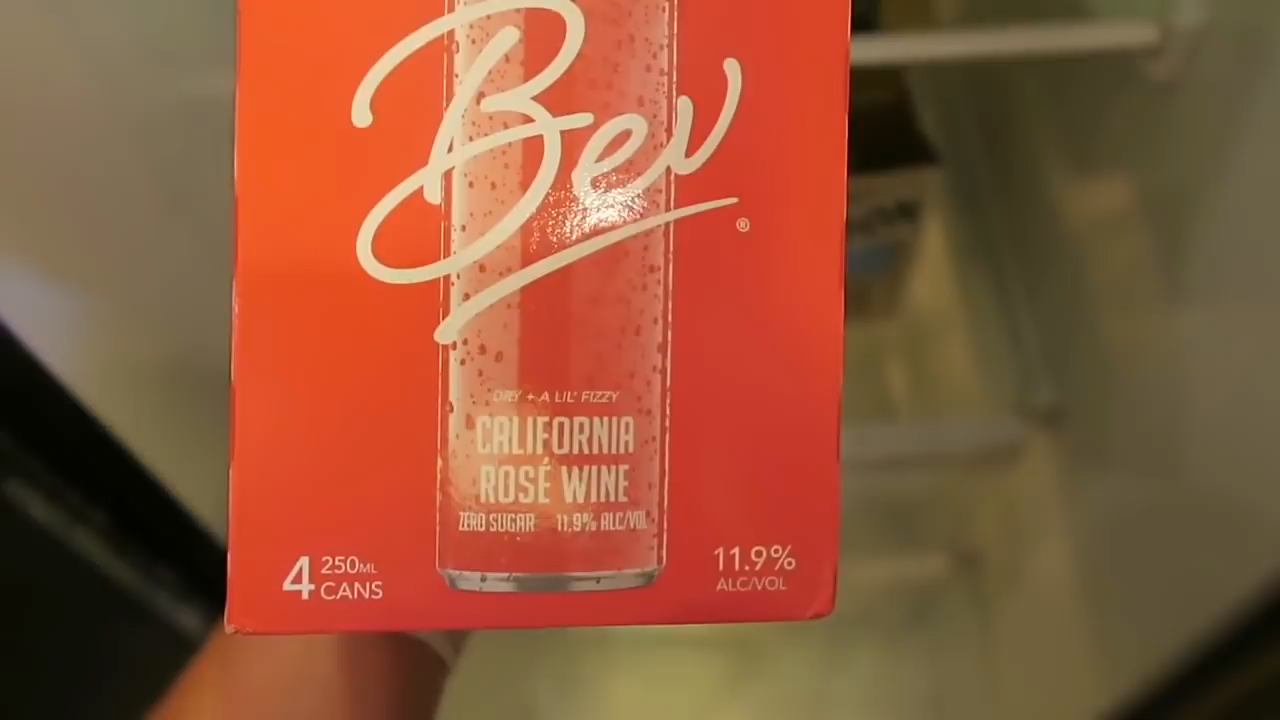 Bev
®
DRY + A LIL' FIZZY
CALIFORNIA
ROSÉ WINE
ZERO SUGAR 11.9% ALC/VOL
4 250ML
CANS
11.9%
ALC/VOL